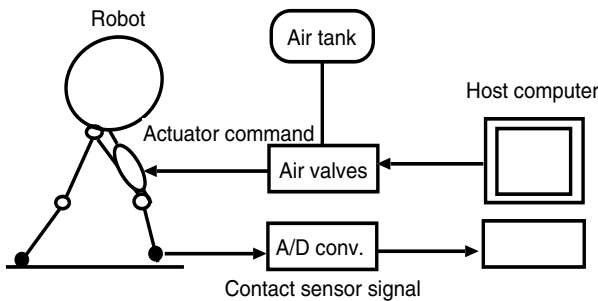 Robot
Air tank
Host computer
Actuator command
Air valves
A/D conv.
Contact sensor signal